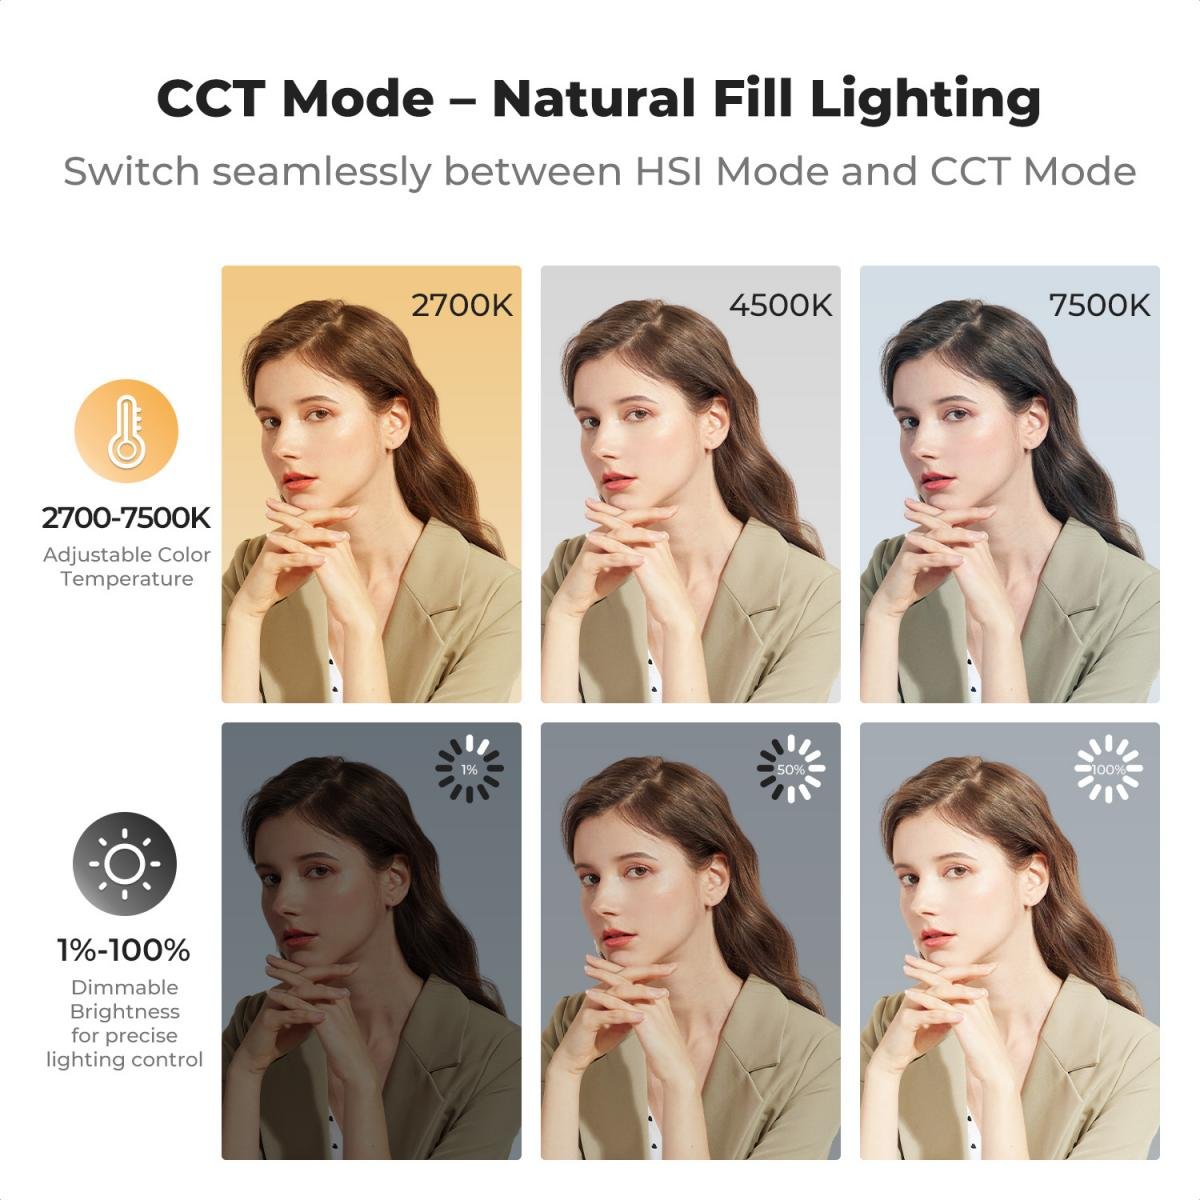 CCT Mode – Natural Fill Lighting
Switch seamlessly between HSI Mode and CCT Mode
2700K
4500K
7500K
2700-7500K
Adjustable Color
Temperature
1%
50%
100%
1%-100%
Dimmable
Brightness
for precise
lighting control